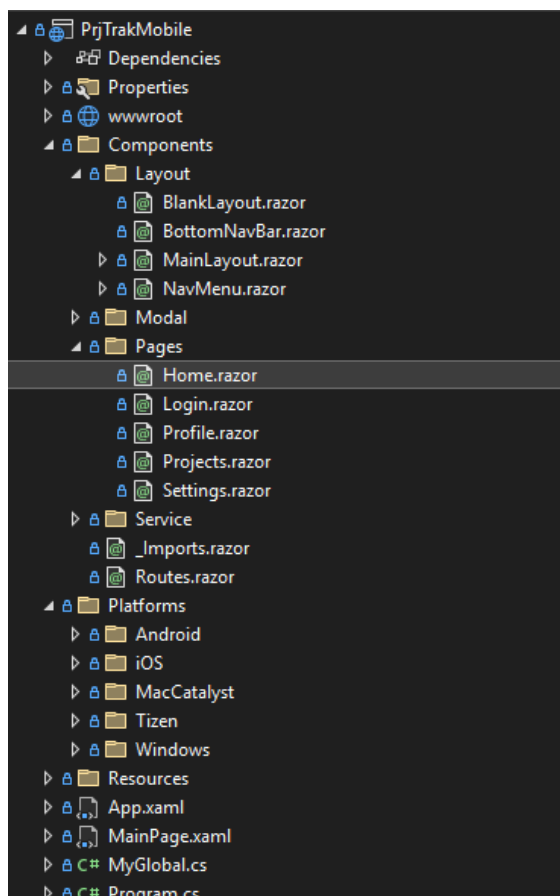 PrjTrakMobile
Dependencies
Properties
wwwroot
Components
Layout
BlankLayout.razor
BottomNavBar.razor
MainLayout.razor
NavMenu.razor
Modal
Pages
Home.razor
Login.razor
Profile.razor
Projects.razor
Settings.razor
Service
_Imports.razor
Routes.razor
Platforms
Android
iOS
MacCatalyst
Tizen
Windows
Resources
App.xaml
MainPage.xaml
C# MyGlobal.cs
C# Program.cs